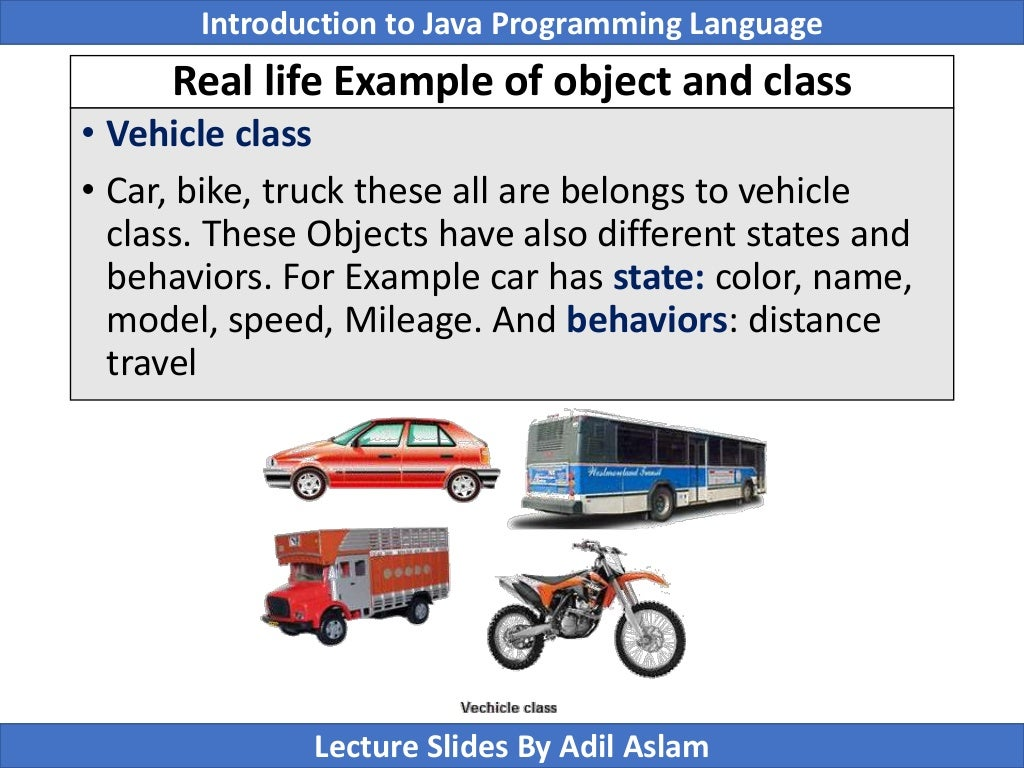 Introduction to Java Programming Language
Real life Example of object and class
• Vehicle class
• Car, bike, truck these all are belongs to vehicle
class. These Objects have also different states and
behaviors. For Example car has state: color, name,
model, speed, Mileage. And behaviors: distance
travel
Westmoreland Transit
Vechicle class
Lecture Slides By Adil Aslam